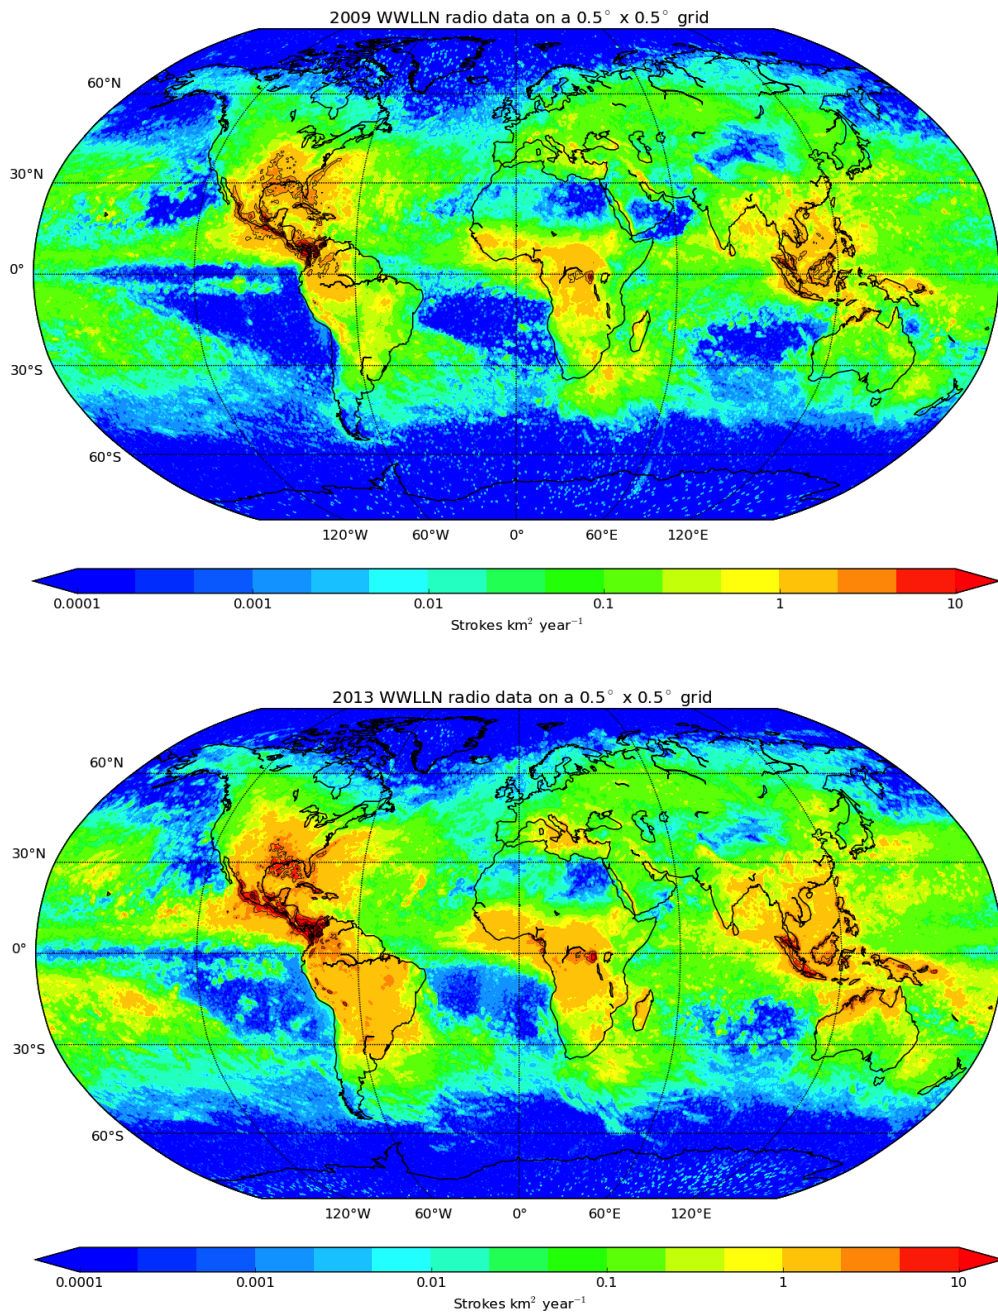 2009 WWLLN radio data on a 0.5° x 0.5° grid
60°N
30°N
0°
30°S
60°S
120°W 60°W 0° 60°E 120°E
0.0001 0.001 0.01 0.1 1 10
Strokes km² year⁻¹
2013 WWLLN radio data on a 0.5° x 0.5° grid
60°N
30°N
0°
30°S
60°S
120°W 60°W 0° 60°E 120°E
0.0001 0.001 0.01 0.1 1 10
Strokes km² year⁻¹